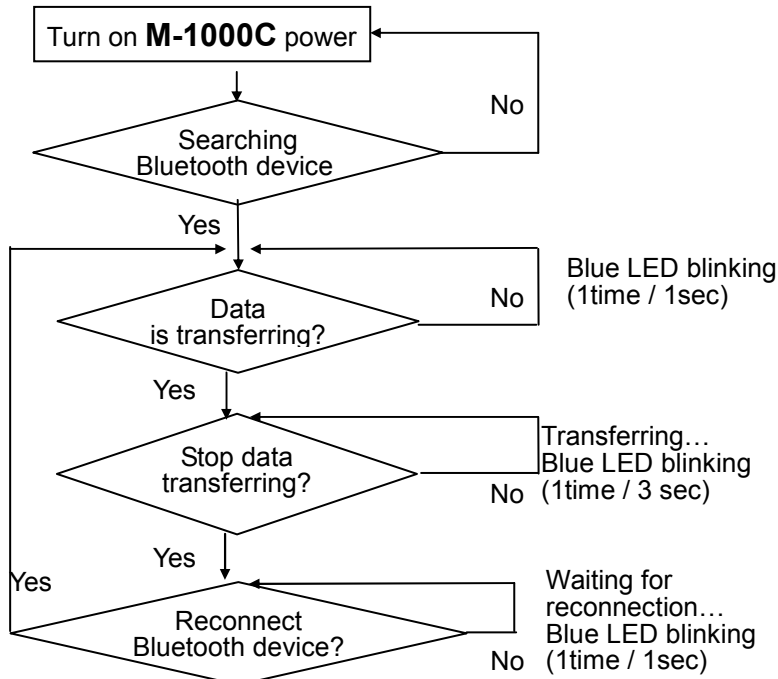 Turn on M-1000C power
No
Searching
Bluetooth device
Yes
Blue LED blinking
(1time / 1sec)
No
Data
is transferring?
Yes
Transferring…
Blue LED blinking
(1time / 3 sec)
Stop data
transferring?
No
Yes
Yes
Waiting for
reconnection…
Blue LED blinking
(1time / 1sec)
Reconnect
Bluetooth device?
No